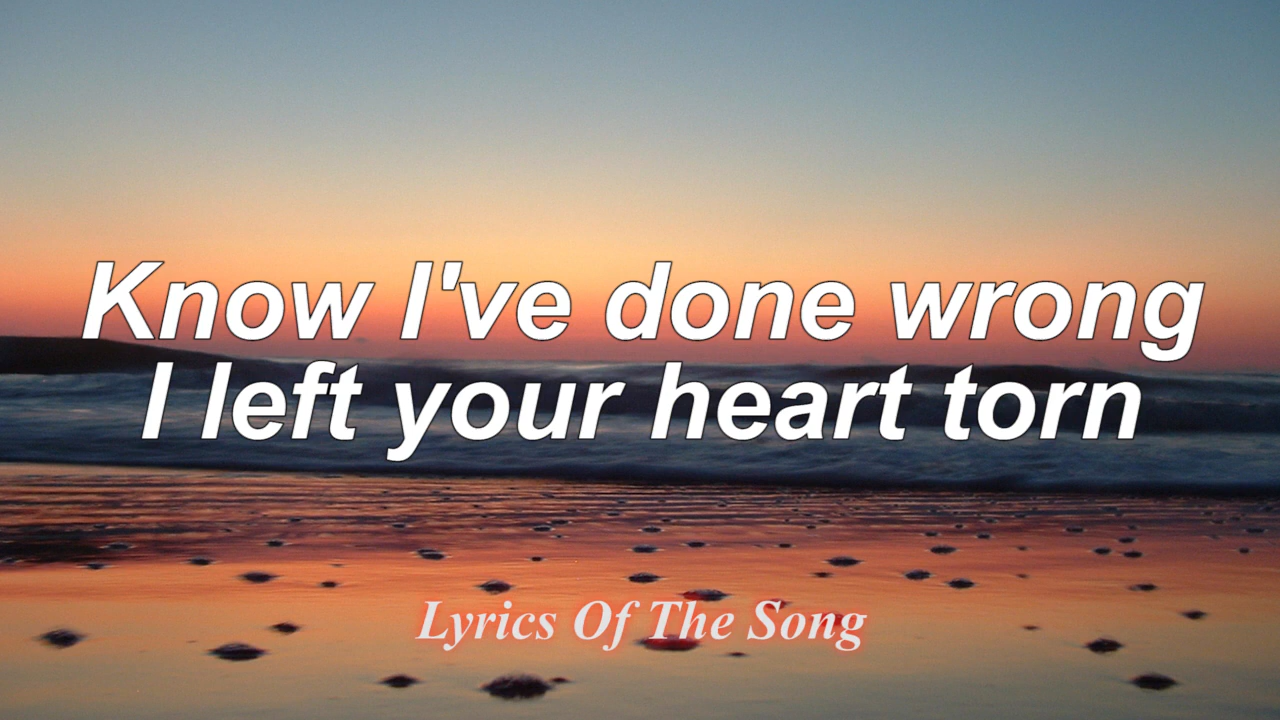 Know I've done wrong
I left your heart torn
Lyrics Of The Song